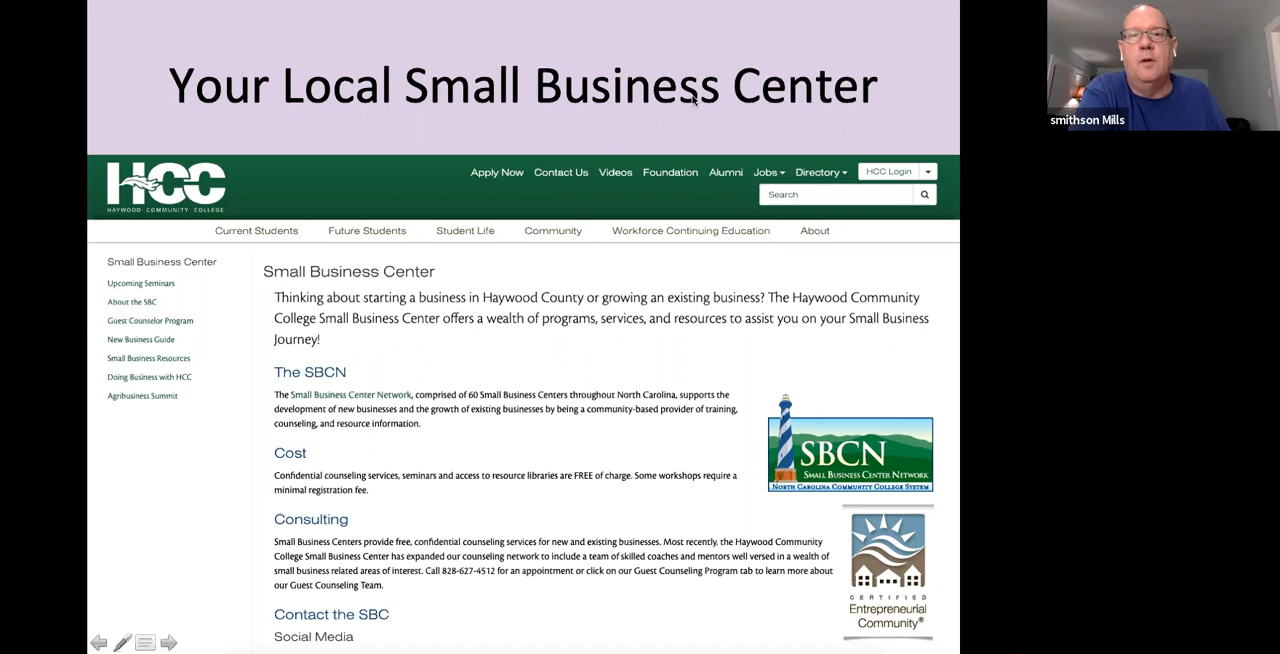 Your Local Small Business Center
smithson Mills
HCC
HAYWOOD COMMUNITY COLLEGE
Apply Now Contact Us Videos Foundation Alumni Jobs Directory HCC Login
Search
Current Students Future Students Student Life Community Workforce Continuing Education About
Small Business Center
Upcoming Seminars
About the SBC
Guest Counselor Program
New Business Guide
Small Business Resources
Doing Business with HCC
Agribusiness Summit
Small Business Center
Thinking about starting a business in Haywood County or growing an existing business? The Haywood Community
College Small Business Center offers a wealth of programs, services, and resources to assist you on your Small Business
Journey!
The SBCN
The Small Business Center Network, comprised of 60 Small Business Centers throughout North Carolina, supports the
development of new businesses and the growth of existing businesses by being a community-based provider of training,
counseling, and resource information.
Cost
Confidential counseling services, seminars and access to resource libraries are FREE of charge. Some workshops require a
minimal registration fee.
Consulting
Small Business Centers provide free, confidential counseling services for new and existing businesses. Most recently, the Haywood Community
College Small Business Center has expanded our counseling network to include a team of skilled coaches and mentors well versed in a wealth of
small business related areas of interest. Call 828-627-4512 for an appointment or click on our Guest Counseling Program tab to learn more about
our Guest Counseling Team.
Contact the SBC
Social Media
SBCN
SMALL BUSINESS CENTER NETWORK
NORTH CAROLINA COMMUNITY COLLEGE SYSTEM
CERTIFIED
Entrepreneurial
Community®